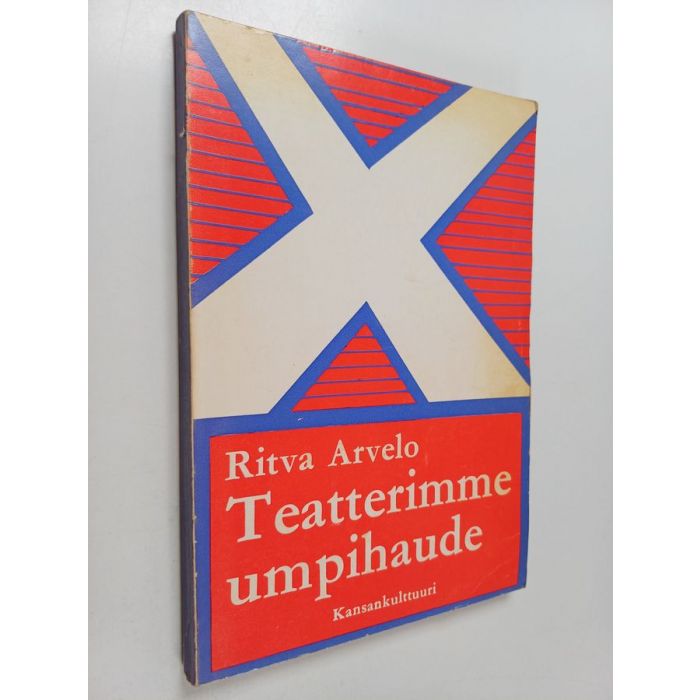 Ritva Arvelo
Teatterimme
umpihaude
Kansankulttuuri